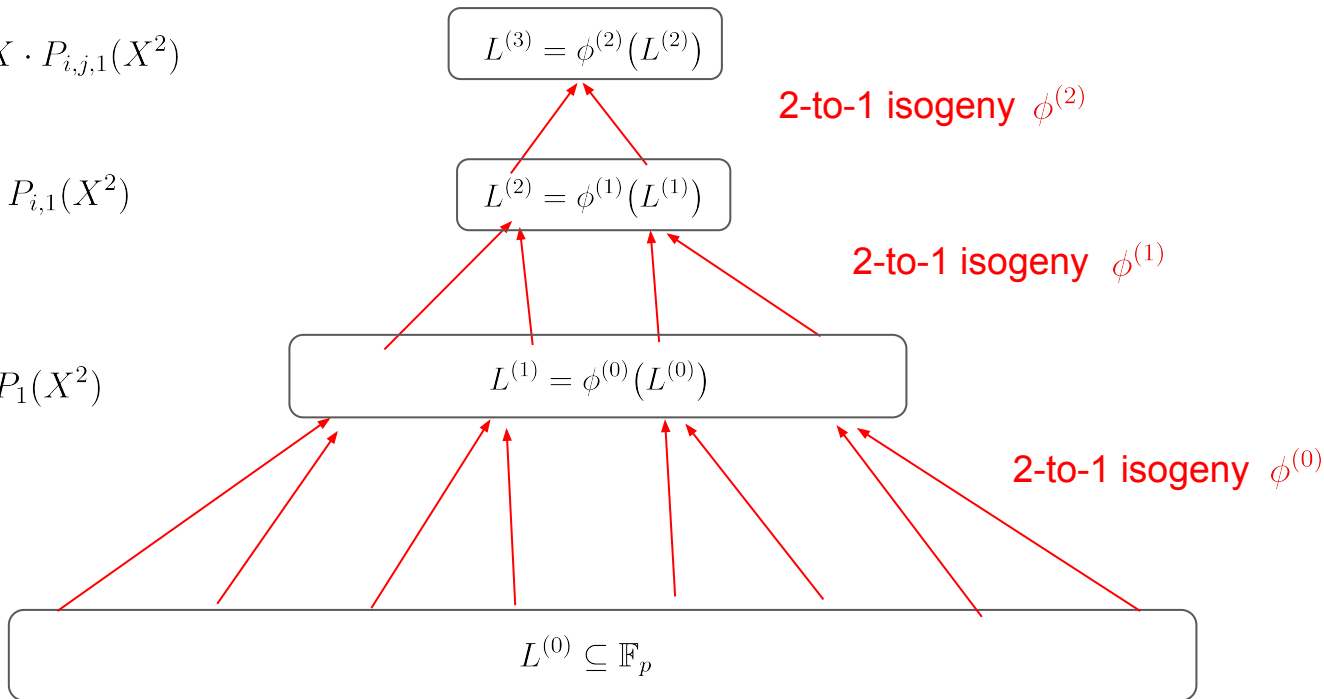 X · P_{i,j,1}(X^2)
L^{(3)} = ϕ^{(2)}(L^{(2)})
2-to-1 isogeny ϕ^{(2)}
P_{i,1}(X^2)
L^{(2)} = ϕ^{(1)}(L^{(1)})
2-to-1 isogeny ϕ^{(1)}
P_1(X^2)
L^{(1)} = ϕ^{(0)}(L^{(0)})
2-to-1 isogeny ϕ^{(0)}
L^{(0)} ⊆ 𝔽_p